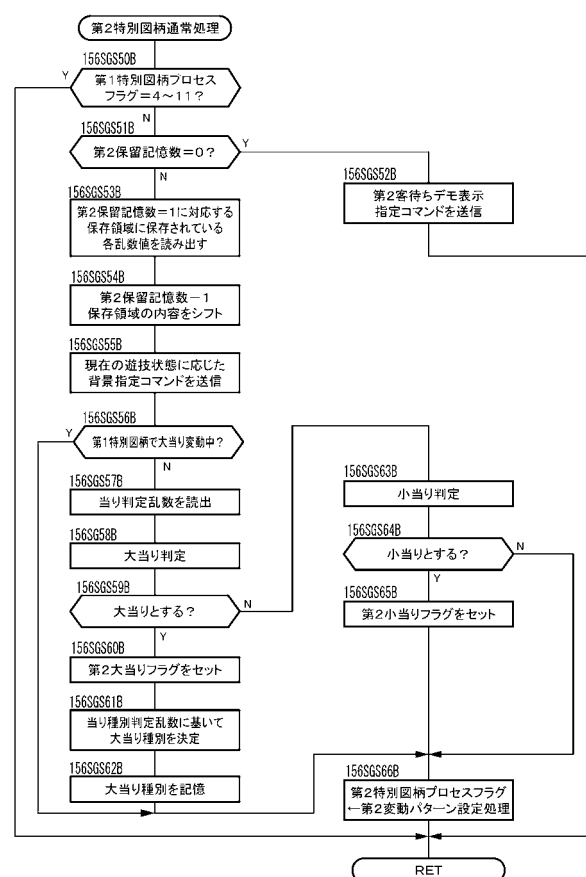 第2特別図柄通常処理
156SGS50B
Y
第1特別図柄プロセス
フラグ＝4～11？
N
156SGS51B
第2保留記憶数＝0？
Y
N
156SGS52B
第2客待ちデモ表示
指定コマンドを送信
156SGS53B
第2保留記憶数＝1に対応する
保存領域に保存されている
各乱数値を読み出す
156SGS54B
第2保留記憶数－1
保存領域の内容をシフト
156SGS55B
現在の遊技状態に応じた
背景指定コマンドを送信
156SGS56B
Y
第1特別図柄で大当り変動中？
N
156SGS57B
当り判定乱数を読出
156SG58B
大当り判定
156SGS59B
大当りとする？
N
Y
156SGS60B
第2大当りフラグをセット
156SGS61B
当り種別判定乱数に基いて
大当り種別を決定
156SGS62B
大当り種別を記憶
156SGS63B
小当り判定
156SGS64B
小当りとする？
N
Y
156SGS65B
第2小当りフラグをセット
156SGS66B
第2特別図柄プロセスフラグ
←第2変動パターン設定処理
RET